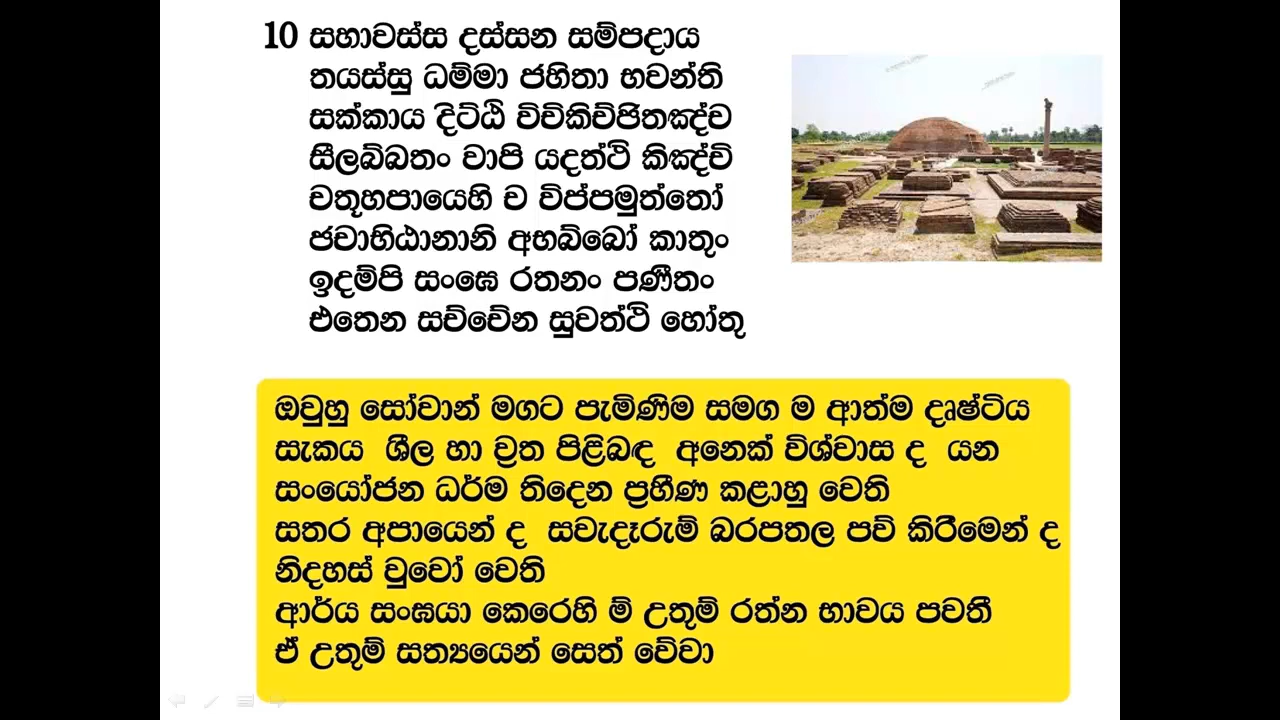 10 සහාවස්ස දස්සන සම්පදාය
තයස්සු ධම්මා ජහිතා භවන්ති
සක්කාය දිට්ඨි විචිකිච්ඡිතඤ්ච
සීලබ්බතං වාපි යදත්ථි කිඤ්චි
චතූහපායෙහි ච විප්පමුත්තෝ
ඡචාභිඨානානි අභබ්බෝ කාතුං
ඉදම්පි සංඝෙ රතනං පණීතං
එතෙන සච්චේන සුවත්ථි හෝතු
ඔවුහු සෝවාන් මගට පැමිණිම සමග ම ආත්ම දෘෂ්ටිය
සැකය ශීල හා ව්‍රත පිළිබඳ අනෙක් විශ්වාස ද යන
සංයෝජන ධර්ම තිදෙන ප්‍රහීණ කළාහු වෙති
සතර අපායෙන් ද සවැදෑරුම් බරපතල පව් කිරීමෙන් ද
නිදහස් වුවෝ වෙති
ආර්ය සංඝයා කෙරෙහි ම් උතුම් රත්න භාවය පවතී
ඒ උතුම් සත්‍යයෙන් සෙත් වේවා